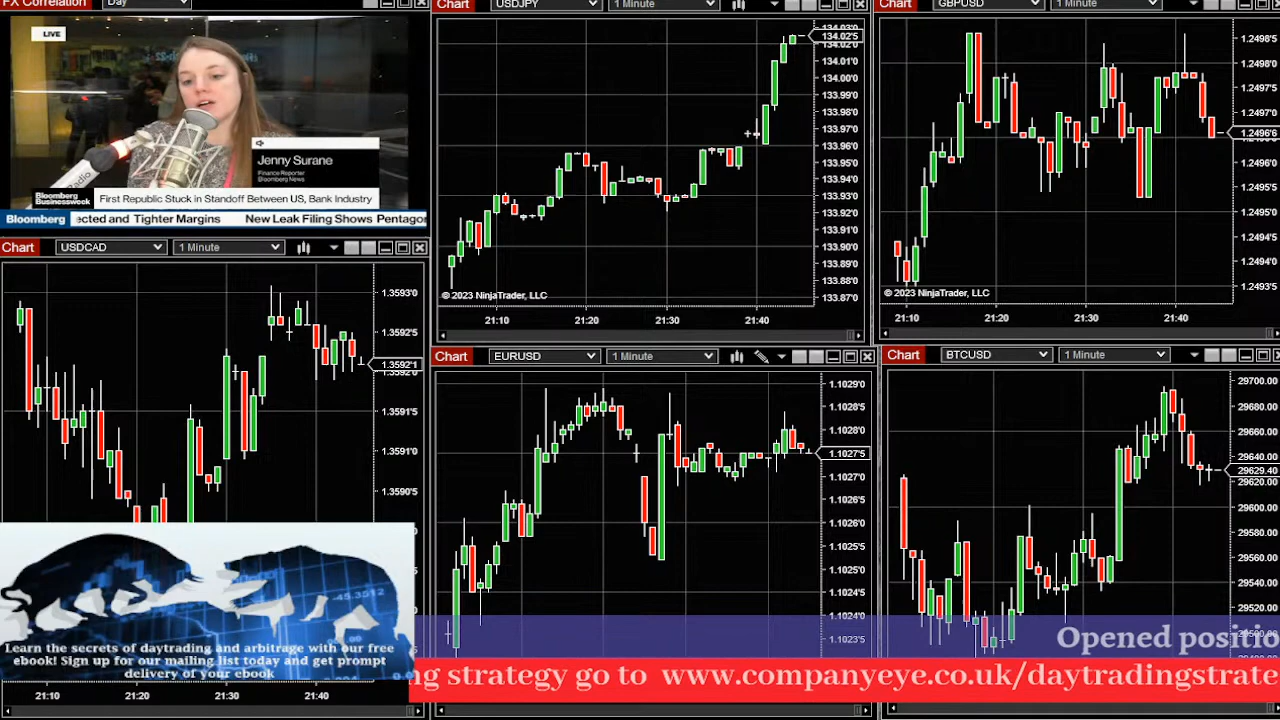 FX Correlation
Day
LIVE
Jenny Surane
Finance Reporter
Bloomberg News
Radio
Bloomberg
Businessweek
First Republic Stuck in Standoff Between US, Bank Industry
Bloomberg
ected and Tighter Margins New Leak Filing Shows Pentagor
Chart
USDJPY
1 Minute
134.03'0
134.02'5
134.02'0
134.01'0
134.00'0
133.99'0
133.98'0
133.97'0
133.96'0
133.95'0
133.94'0
133.93'0
133.92'0
133.91'0
133.90'0
133.89'0
133.88'0
133.87'0
© 2023 NinjaTrader, LLC
21:10 21:20 21:30 21:40
Chart
GBPUSD
1 Minute
1.2498'5
1.2498'0
1.2497'5
1.2497'0
1.2496'6
1.2496'0
1.2495'5
1.2495'0
1.2494'5
1.2494'0
1.2493'5
© 2023 NinjaTrader, LLC
21:10 21:20 21:30 21:40
Chart
USDCAD
1 Minute
1.3593'0
1.3592'5
1.3592'1
1.3592'0
1.3591'5
1.3591'0
1.3590'5
21:10 21:20 21:30 21:40
Chart
EURUSD
1 Minute
1.1029'0
1.1028'5
1.1028'0
1.1027'5
1.1027'0
1.1026'5
1.1026'0
1.1025'5
1.1025'0
1.1024'5
1.1024'0
1.1023'5
Chart
BTCUSD
1 Minute
29700.00
29680.00
29660.00
29640.00
29629.40
29620.00
29600.00
29580.00
29560.00
29540.00
29520.00
-45.3512
Learn the secrets of daytrading and arbitrage with our free
ebook! Sign up for our mailing list today and get prompt
delivery of your ebook
Opened positio
ng strategy go to www.companyeye.co.uk/daytradingstrate